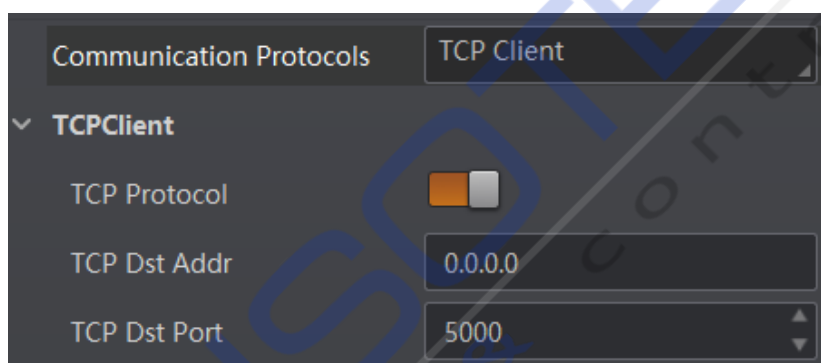 Communication Protocols TCP Client
TCPClient
TCP Protocol
TCP Dst Addr 0.0.0.0
TCP Dst Port 5000